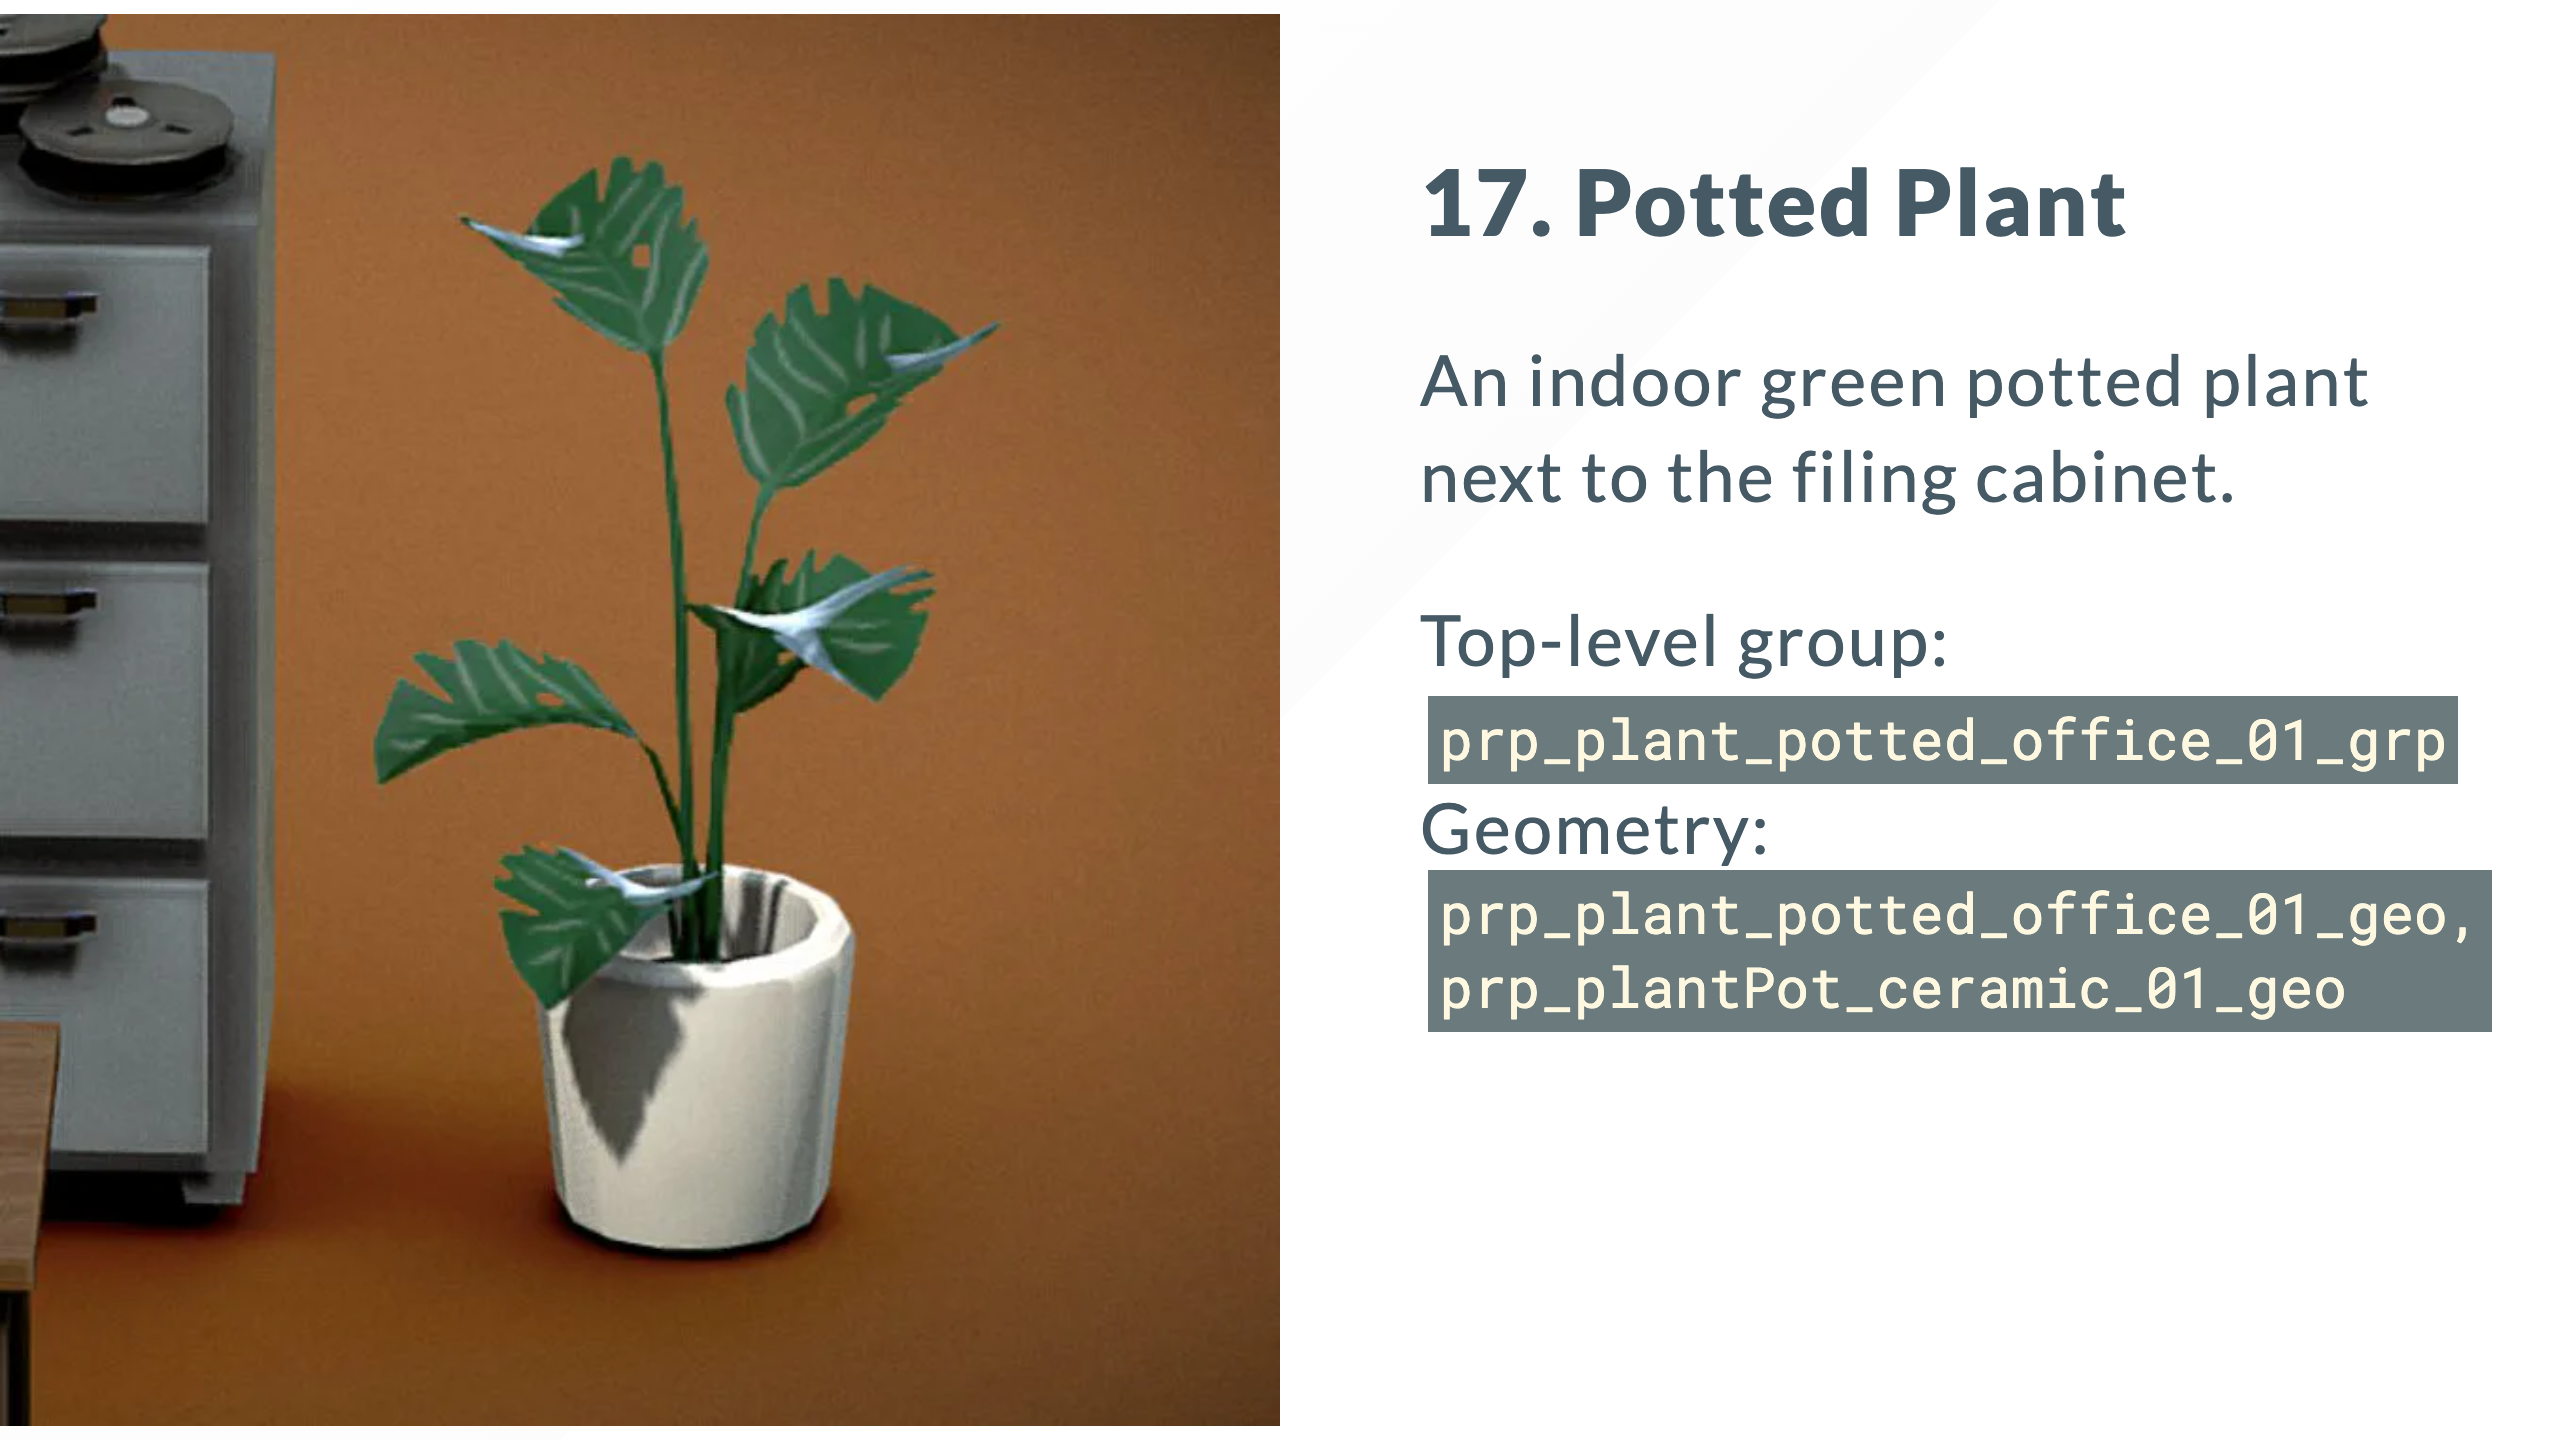 17. Potted Plant
An indoor green potted plant
next to the filing cabinet.
Top-level group:
prp_plant_potted_office_01_grp
Geometry:
prp_plant_potted_office_01_geo,
prp_plantPot_ceramic_01_geo